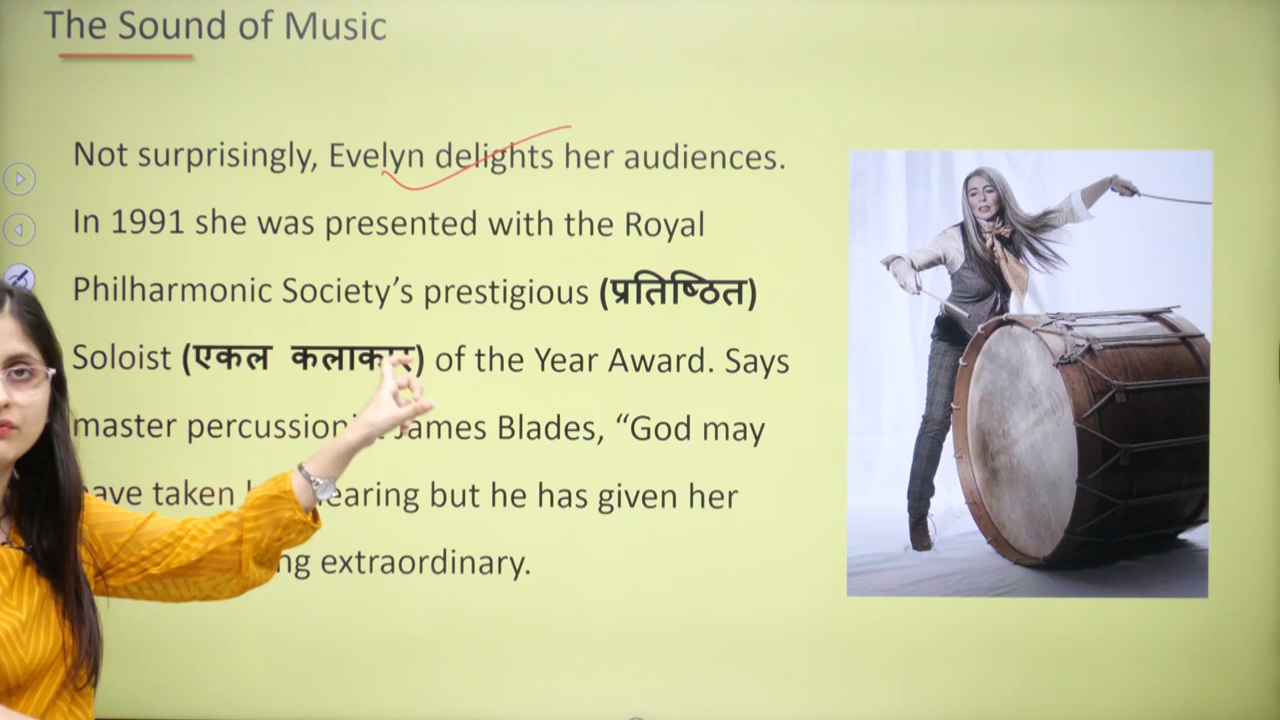 The Sound of Music
Not surprisingly, Evelyn delights her audiences.
In 1991 she was presented with the Royal
Philharmonic Society’s prestigious (प्रतिष्ठित)
Soloist (एकल कलाकार) of the Year Award. Says
master James Blades, “God may
have taken but he has given her
extraordinary.